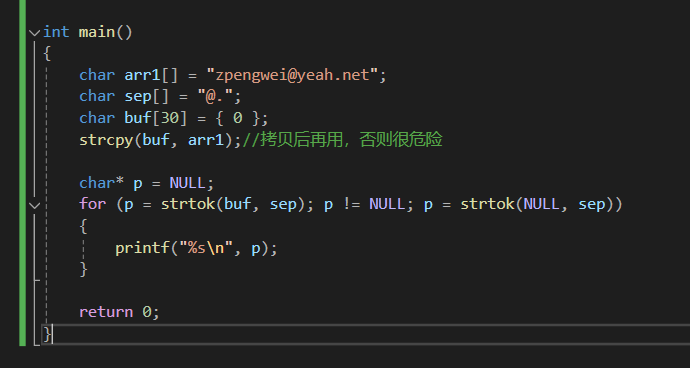 int main()
{
char arr1[] = "zpengwei@yeah.net";
char sep[] = "@.";
char buf[30] = { 0 };
strcpy(buf, arr1);//拷贝后再用，否则很危险
char* p = NULL;
for (p = strtok(buf, sep); p != NULL; p = strtok(NULL, sep))
{
printf("%s\n", p);
}
return 0;
}